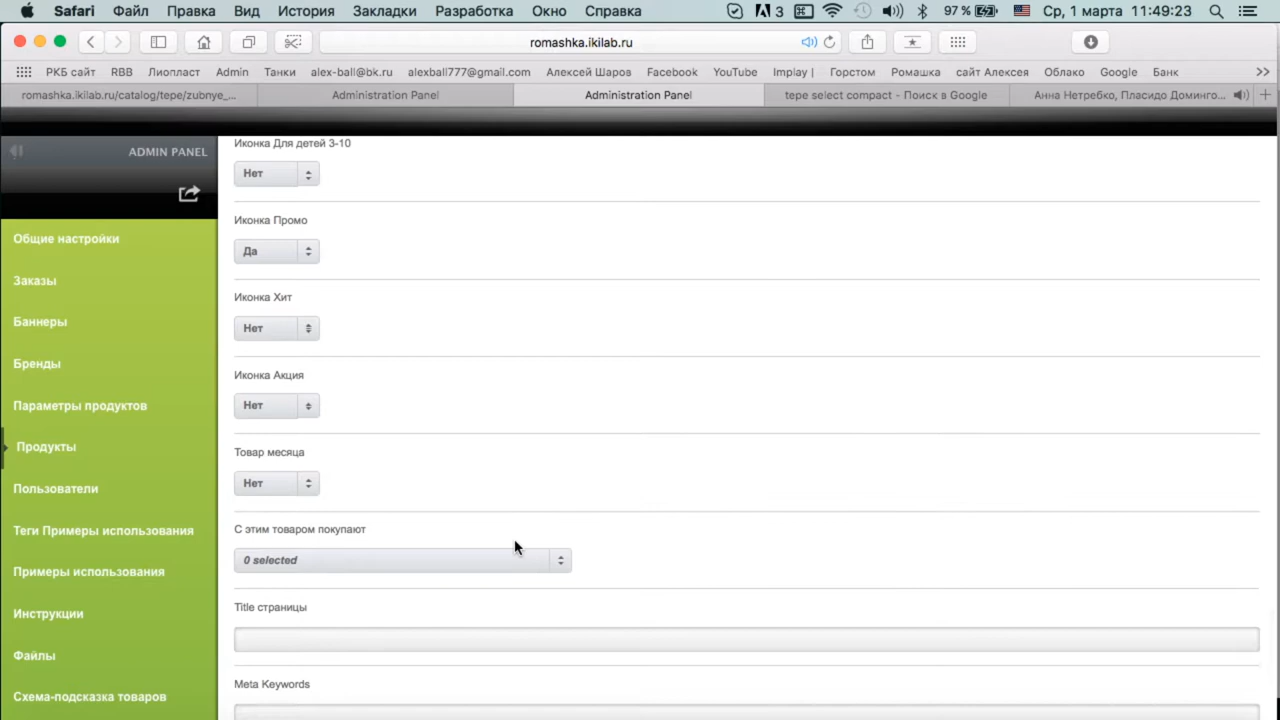 Safari Файл Правка Вид История Закладки Разработка Окно Справка 3 97 % Ср, 1 марта 11:49:23
romashka.ikilab.ru
РКБ сайт RBB Лиопласт Admin Танки alex-ball@bk.ru alexball777@gmail.com Алексей Шаров Facebook YouTube Implay | Горстом Ромашка сайт Алексея Облако Google Банк >>
romashka.ikilab.ru/catalog/tepe/zubnye_... Administration Panel Administration Panel tepe select compact - Поиск в Google Анна Нетребко, Пласидо Доминго...
ADMIN PANEL
Общие настройки
Заказы
Баннеры
Бренды
Параметры продуктов
Продукты
Пользователи
Теги Примеры использования
Примеры использования
Инструкции
Файлы
Схема-подсказка товаров
Иконка Для детей 3-10
Нет
Иконка Промо
Да
Иконка Хит
Нет
Иконка Акция
Нет
Товар месяца
Нет
С этим товаром покупают
0 selected
Title страницы
Meta Keywords